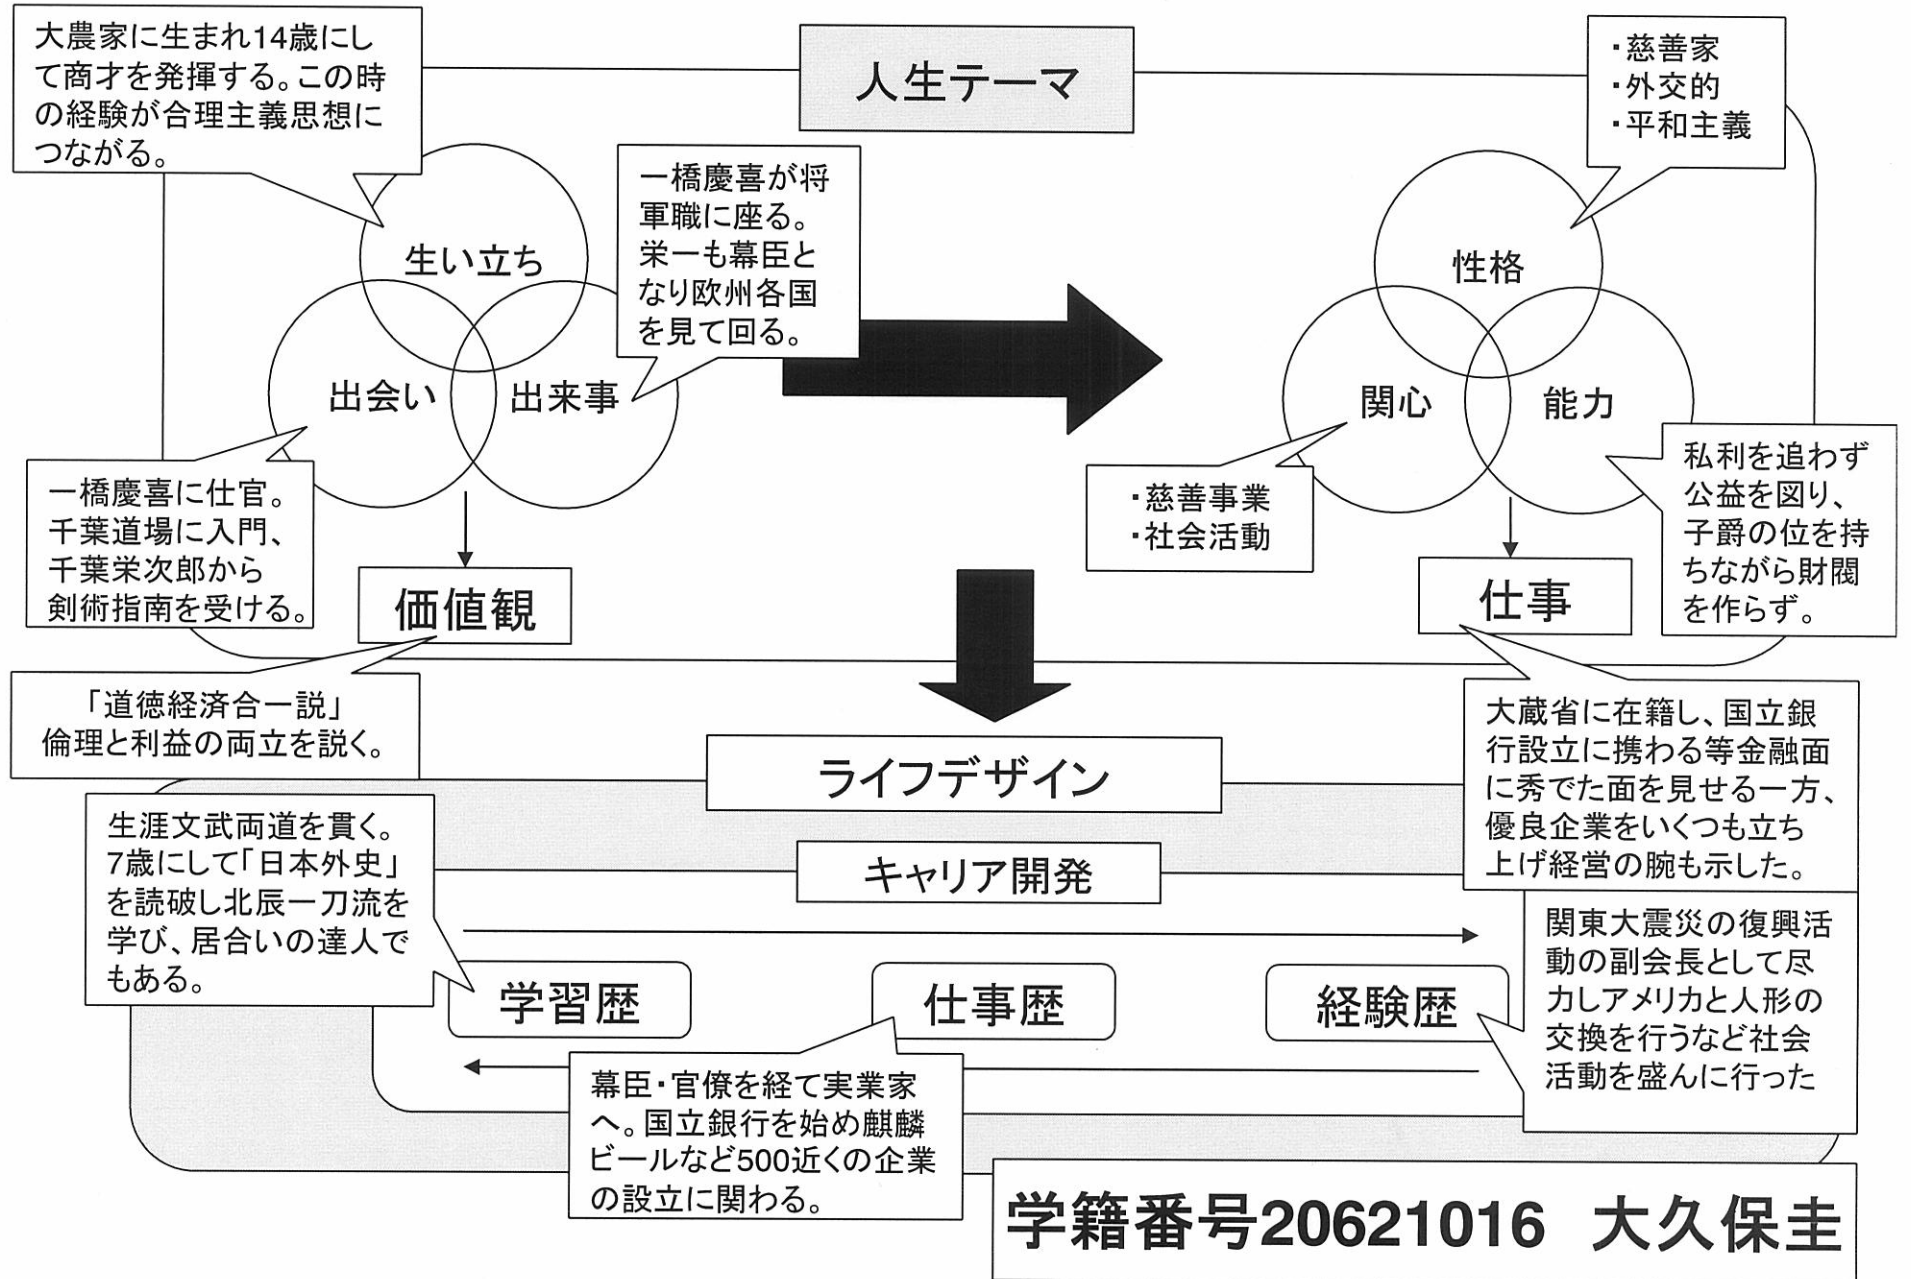 大農家に生まれ14歳にし
て商才を発揮する。この時
の経験が合理主義思想に
つながる。
人生テーマ
・慈善家
・外交的
・平和主義
一橋慶喜が将
軍職に座る。
栄一も幕臣と
なり欧州各国
を見て回る。
生い立ち
出会い
出来事
性格
関心
能力
一橋慶喜に仕官。
千葉道場に入門、
千葉栄次郎から
剣術指南を受ける。
価値観
・慈善事業
・社会活動
仕事
私利を追わず
公益を図り、
子爵の位を持
ちながら財閥
を作らず。
「道徳経済合一説」
倫理と利益の両立を説く。
大蔵省に在籍し、国立銀
行設立に携わる等金融面
に秀でた面を見せる一方、
優良企業をいくつも立ち
上げ経営の腕も示した。
ライフデザイン
キャリア開発
生涯文武両道を貫く。
7歳にして「日本外史」
を読破し北辰一刀流を
学び、居合いの達人で
もある。
学習歴
仕事歴
経験歴
関東大震災の復興活
動の副会長として尽
力しアメリカと人形の
交換を行うなど社会
活動を盛んに行った
幕臣・官僚を経て実業家
へ。国立銀行を始め麒麟
ビールなど500近くの企業
の設立に関わる。
学籍番号20621016　大久保圭